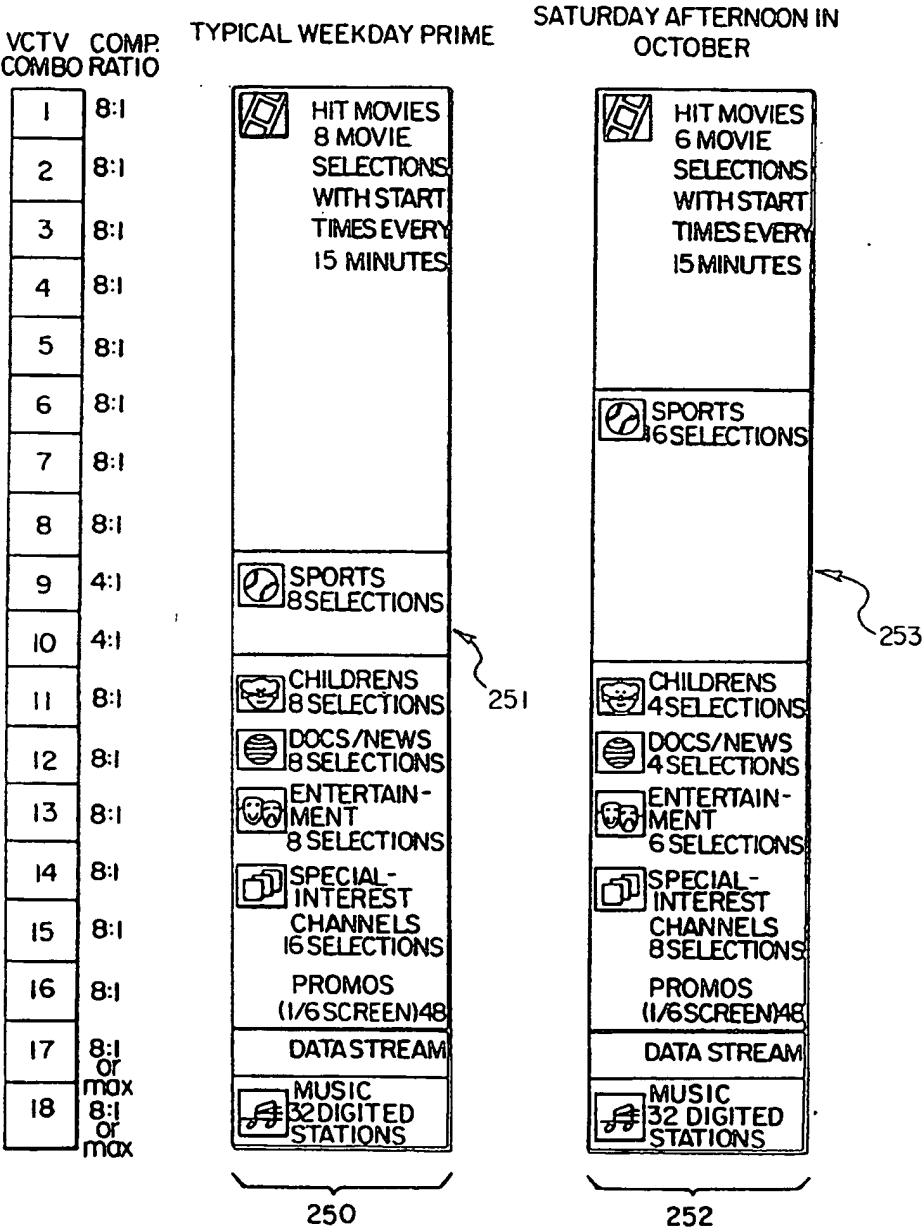 TYPICAL WEEKDAY PRIME
SATURDAY AFTERNOON IN
OCTOBER
VCTV COMP.
COMBO RATIO
1 8:1
2 8:1
3 8:1
4 8:1
5 8:1
6 8:1
7 8:1
8 8:1
9 4:1
10 4:1
11 8:1
12 8:1
13 8:1
14 8:1
15 8:1
16 8:1
17 8:1
or
max
18 8:1
or
max
HIT MOVIES
8 MOVIE
SELECTIONS
WITH START
TIMES EVERY
15 MINUTES
SPORTS
8 SELECTIONS
CHILDRENS
8 SELECTIONS
DOCS/NEWS
8 SELECTIONS
ENTERTAIN-
MENT
8 SELECTIONS
SPECIAL-
INTEREST
CHANNELS
16 SELECTIONS
PROMOS
(1/6 SCREEN) 48
DATA STREAM
MUSIC
32 DIGITED
STATIONS
251
250
HIT MOVIES
6 MOVIE
SELECTIONS
WITH START
TIMES EVERY
15 MINUTES
SPORTS
16 SELECTIONS
CHILDRENS
4 SELECTIONS
DOCS/NEWS
4 SELECTIONS
ENTERTAIN-
MENT
6 SELECTIONS
SPECIAL-
INTEREST
CHANNELS
8 SELECTIONS
PROMOS
(1/6 SCREEN) 48
DATA STREAM
MUSIC
32 DIGITED
STATIONS
253
252